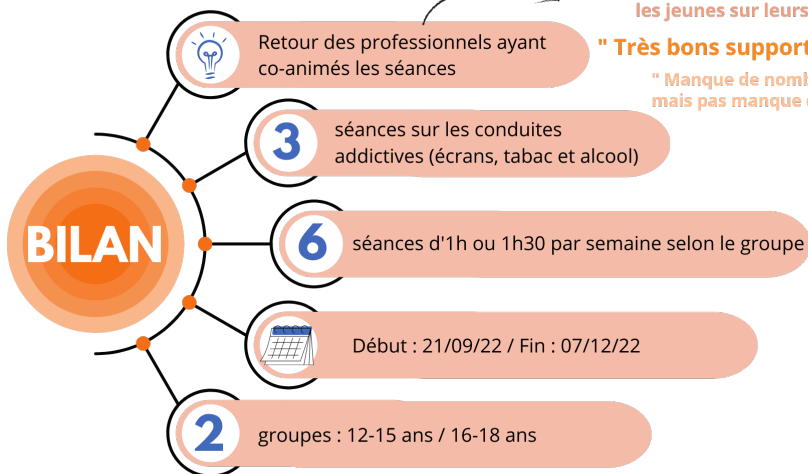 les jeunes sur leurs
" Très bons support
" Manque de nomb
mais pas manque
Retour des professionnels ayant
co-animés les séances
3
séances sur les conduites
addictives (écrans, tabac et alcool)
BILAN
6
séances d'1h ou 1h30 par semaine selon le groupe
Début : 21/09/22 / Fin : 07/12/22
2
groupes : 12-15 ans / 16-18 ans